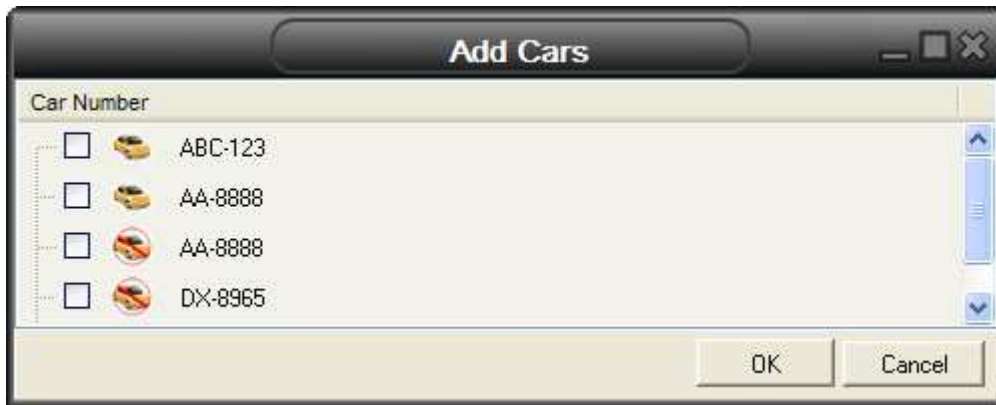 Add Cars
Car Number
ABC-123
AA-8888
AA-8888
DX-8965
OK Cancel